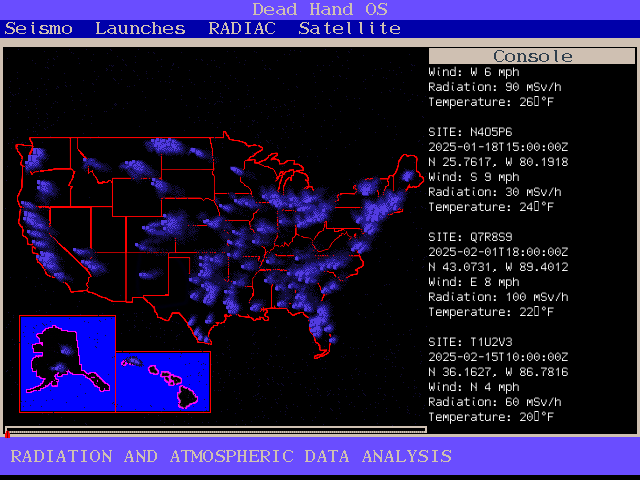 Dead Hand OS
Seismo Launches RADIAC Satellite
Console
Wind: W 6 mph
Radiation: 90 mSv/h
Temperature: 26▯°F
SITE: N4O5P6
2025-01-18T15:00:00Z
N 25.7617, W 80.1918
Wind: S 9 mph
Radiation: 30 mSv/h
Temperature: 24▯°F
SITE: Q7R8S9
2025-02-01T18:00:00Z
N 43.0731, W 89.4012
Wind: E 8 mph
Radiation: 100 mSv/h
Temperature: 22▯°F
SITE: T1U2V3
2025-02-15T10:00:00Z
N 36.1627, W 86.7816
Wind: N 4 mph
Radiation: 60 mSv/h
Temperature: 20▯°F
RADIATION AND ATMOSPHERIC DATA ANALYSIS